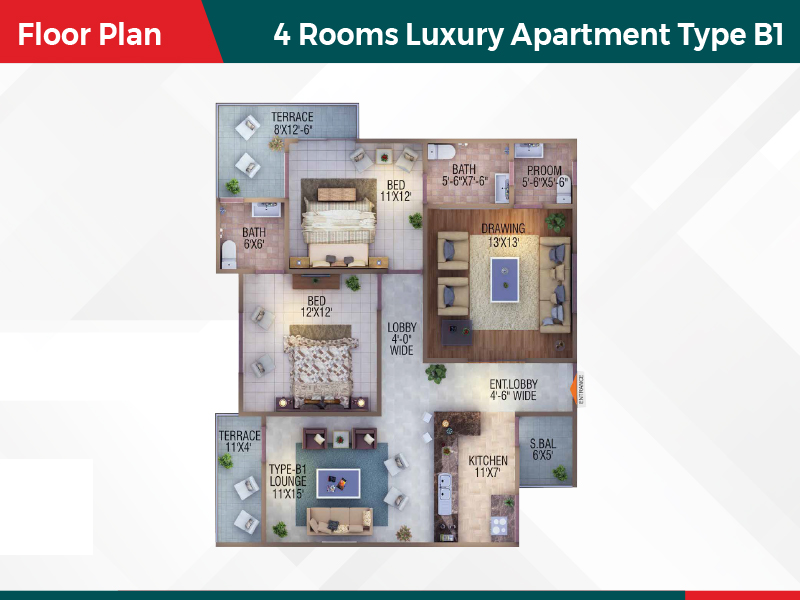 Floor Plan
4 Rooms Luxury Apartment Type B1
TERRACE
8'X12'-6"
BED
11'X12'
BATH
5'-6"X7'-6"
P.ROOM
5'-6"X5'-6"
BATH
6'X6'
DRAWING
13'X13'
BED
12'X12'
LOBBY
4'-0"
WIDE
ENT.LOBBY
4'-6" WIDE
ENTRANCE
TERRACE
11'X4'
TYPE-B1
LOUNGE
11'X15'
KITCHEN
11'X7'
S.BAL
6'X5'